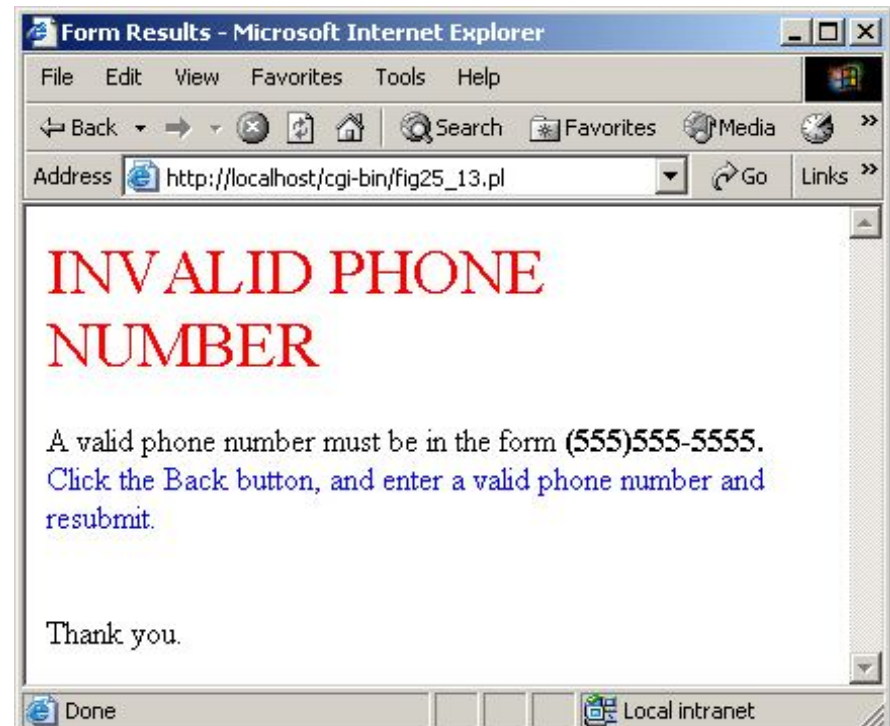 Form Results - Microsoft Internet Explorer
File Edit View Favorites Tools Help
Back Search Favorites Media »
Address http://localhost/cgi-bin/fig25_13.pl Go Links »
INVALID PHONE
NUMBER
A valid phone number must be in the form (555)555-5555.
Click the Back button, and enter a valid phone number and
resubmit.
Thank you.
Done Local intranet